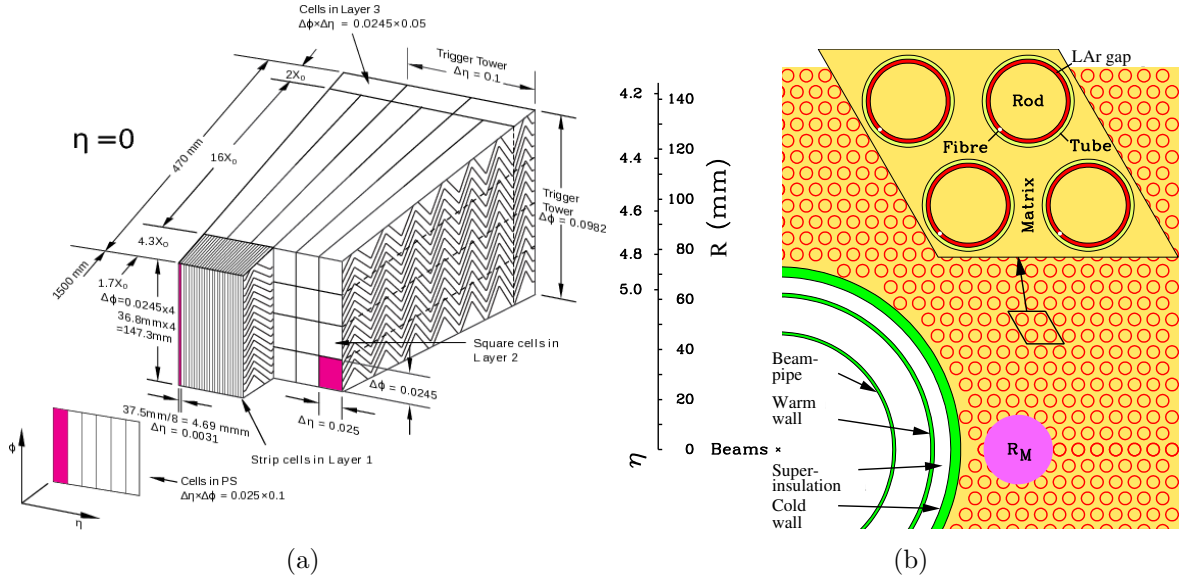 Cells in Layer 3
Δϕ×Δη = 0.0245×0.05
Trigger Tower
Δη = 0.1
2X₀
η = 0
470 mm
16X₀
Trigger
Tower
Δϕ = 0.0982
4.3X₀
1500 mm
1.7X₀
Δϕ=0.0245x4
36.8mmx4
=147.3mm
Square cells in
Layer 2
Δϕ = 0.0245
37.5mm/8 = 4.69 mmm
Δη = 0.0031
Δη = 0.025
Strip cells in Layer 1
ϕ
η
Cells in PS
Δη×Δϕ = 0.025×0.1
(a)
4.2
4.4
4.6
4.8
5.0
η
140
120
100
80
60
40
20
0
R (mm)
LAr gap
Rod
Fibre
Tube
Matrix
Beam-
pipe
Warm
wall
Beams
Super-
insulation
Cold
wall
R_M
(b)